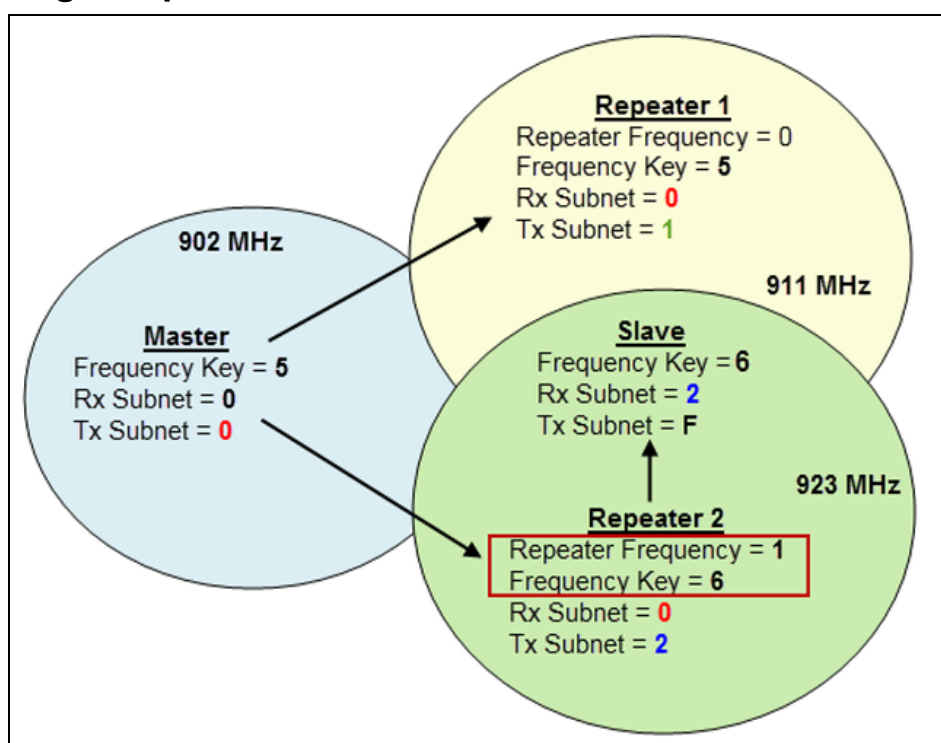 902 MHz
Master
Frequency Key = 5
Rx Subnet = 0
Tx Subnet = 0
Repeater 1
Repeater Frequency = 0
Frequency Key = 5
Rx Subnet = 0
Tx Subnet = 1
911 MHz
Slave
Frequency Key = 6
Rx Subnet = 2
Tx Subnet = F
923 MHz
Repeater 2
Repeater Frequency = 1
Frequency Key = 6
Rx Subnet = 0
Tx Subnet = 2